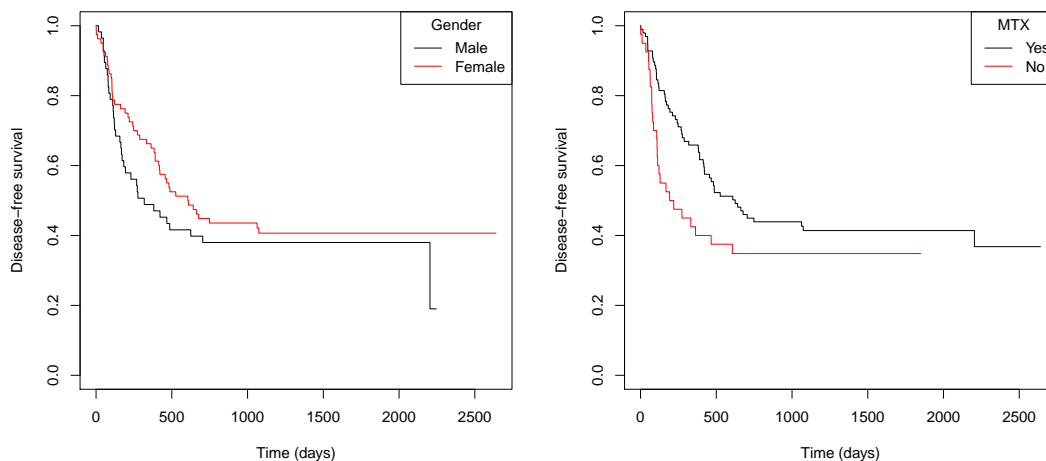 Gender
Male
Female
Disease−free survival
0.0 0.2 0.4 0.6 0.8 1.0
0 500 1000 1500 2000 2500
Time (days)
MTX
Yes
No
Disease−free survival
0.0 0.2 0.4 0.6 0.8 1.0
0 500 1000 1500 2000 2500
Time (days)